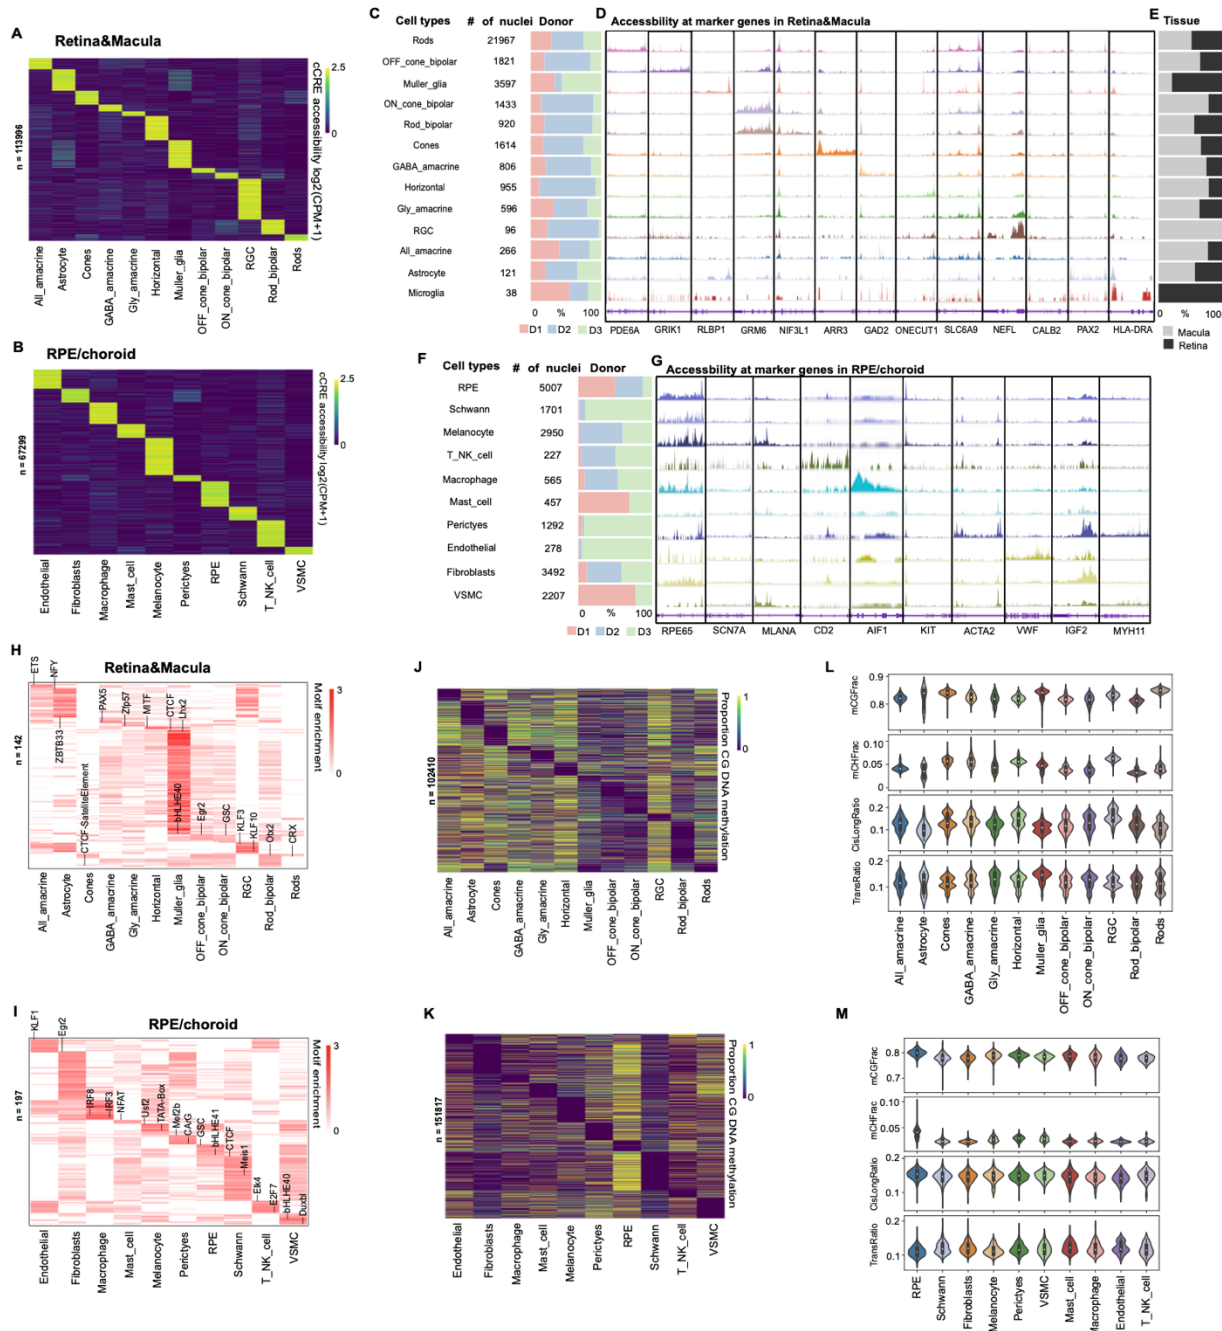 A
Retina&Macula
n = 113996
cCRE accessibility log2(CPM+1)
2.5
0
All_amacrine
Astrocyte
Cones
GABA_amacrine
Gly_amacrine
Horizontal
Muller_glia
OFF_cone_bipolar
ON_cone_bipolar
RGC
Rod_bipolar
Rods
B
RPE/choroid
n = 67299
cCRE accessibility log2(CPM+1)
2.5
0
Endothelial
Fibroblasts
Macrophage
Mast_cell
Melanocyte
Perictyes
RPE
Schwann
T_NK_cell
VSMC
C
Cell types # of nuclei Donor
Rods 21967
OFF_cone_bipolar 1821
Muller_glia 3597
ON_cone_bipolar 1433
Rod_bipolar 920
Cones 1614
GABA_amacrine 806
Horizontal 955
Gly_amacrine 596
RGC 96
All_amacrine 266
Astrocyte 121
Microglia 38
0 % 100
D1 D2 D3
D
Accessbility at marker genes in Retina&Macula
PDE6A GRIK1 RLBP1 GRM6 NIF3L1 ARR3 GAD2 ONECUT1 SLC6A9 NEFL CALB2 PAX2 HLA-DRA
E
Tissue
0 % 100
Macula
Retina
F
Cell types # of nuclei Donor
RPE 5007
Schwann 1701
Melanocyte 2950
T_NK_cell 227
Macrophage 565
Mast_cell 457
Perictyes 1292
Endothelial 278
Fibroblasts 3492
VSMC 2207
0 % 100
D1 D2 D3
G
Accessbility at marker genes in RPE/choroid
RPE65 SCN7A MLANA CD2 AIF1 KIT ACTA2 VWF IGF2 MYH11
H
Retina&Macula
n = 142
ETS
NFY
ZBTB33
CTCF-SateliteElement
PAX5
Zfp57
MITF
CTCF
Lhx2
bHLHE40
Egr2
GSC
KLF3
KLF10
Otx2
CRX
Motif enrichment
3
0
All_amacrine
Astrocyte
Cones
GABA_amacrine
Gly_amacrine
Horizontal
Muller_glia
OFF_cone_bipolar
ON_cone_bipolar
RGC
Rod_bipolar
Rods
I
RPE/choroid
n = 197
KLF1
Egr2
IRF8
IRF3
NFAT
Usf2
TATA-Box
Mef2b
CArG
GSC
bHLHE41
CTCF
Meis1
Elk4
E2F7
bHLHE40
Duxbl
Motif enrichment
3
0
Endothelial
Fibroblasts
Macrophage
Mast_cell
Melanocyte
Perictyes
RPE
Schwann
T_NK_cell
VSMC
J
n = 102410
Proportion CG DNA methylation
1
0
All_amacrine
Astrocyte
Cones
GABA_amacrine
Gly_amacrine
Horizontal
Muller_glia
OFF_cone_bipolar
ON_cone_bipolar
RGC
Rod_bipolar
Rods
K
n = 151817
Proportion CG DNA methylation
1
0
Endothelial
Fibroblasts
Macrophage
Mast_cell
Melanocyte
Perictyes
RPE
Schwann
T_NK_cell
VSMC
L
mCGFrac
0.9
0.8
mCHFrac
0.10
0.05
0
CisLongRatio
0.2
0.1
TransRatio
0.2
0.1
All_amacrine
Astrocyte
Cones
GABA_amacrine
Gly_amacrine
Horizontal
Muller_glia
OFF_cone_bipolar
ON_cone_bipolar
RGC
Rod_bipolar
Rods
M
mCGFrac
0.8
0.7
mCHFrac
0.10
0.05
CisLongRatio
0.2
0.1
TransRatio
0.2
0.1
RPE
Schwann
Fibroblasts
Melanocyte
Perictyes
VSMC
Mast_cell
Macrophage
Endothelial
T_NK_cell